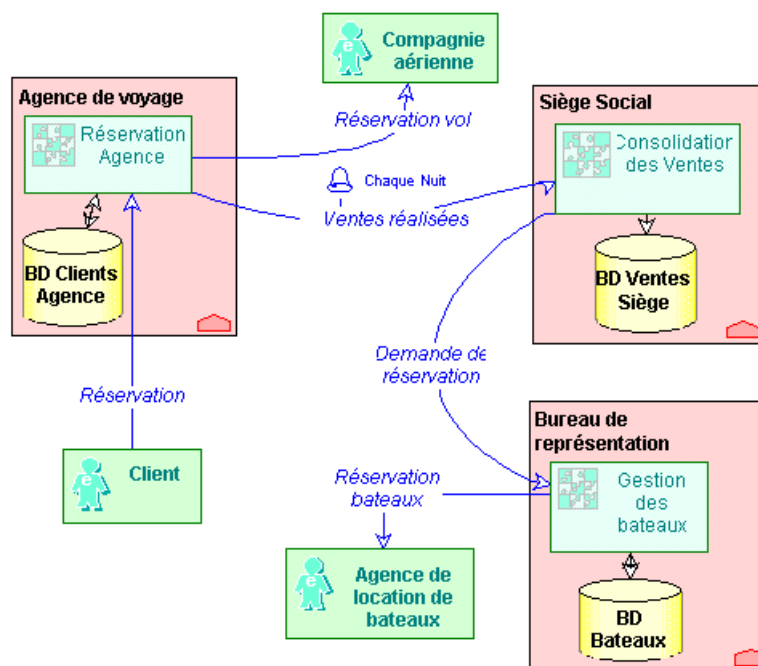 Compagnie
aérienne
Agence de voyage
Réservation
Agence
Réservation vol
Siège Social
Consolidation
des Ventes
Chaque Nuit
Ventes réalisées
BD Clients
Agence
BD Ventes
Siège
Demande de
réservation
Réservation
Client
Bureau de
représentation
Gestion
des
bateaux
Réservation
bateaux
Agence de
location de
bateaux
BD
Bateaux